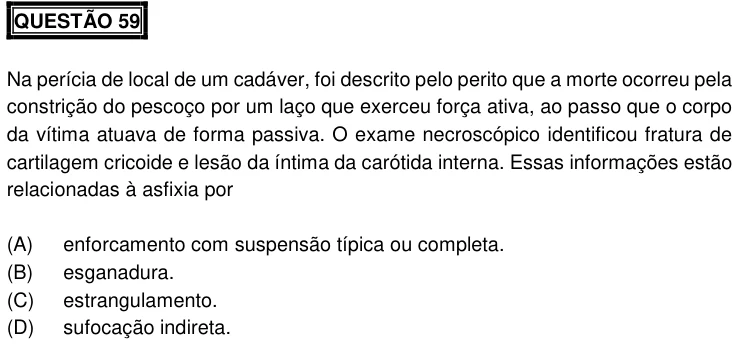 QUESTÃO 59
Na perícia de local de um cadáver, foi descrito pelo perito que a morte ocorreu pela
constrição do pescoço por um laço que exerceu força ativa, ao passo que o corpo
da vítima atuava de forma passiva. O exame necroscópico identificou fratura de
cartilagem cricoide e lesão da íntima da carótida interna. Essas informações estão
relacionadas à asfixia por
(A) enforcamento com suspensão típica ou completa.
(B) esganadura.
(C) estrangulamento.
(D) sufocação indireta.